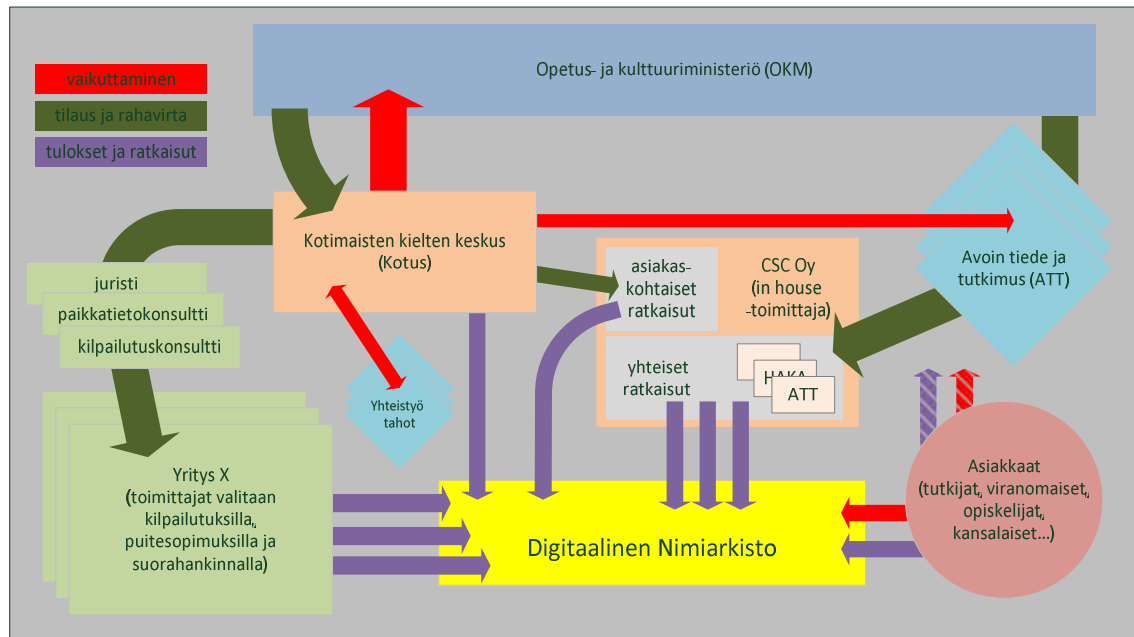 Opetus- ja kulttuuriministeriö (OKM)
vaikuttaminen
tilaus ja rahavirta
tulokset ja ratkaisut
Kotimaisten kielten keskus
(Kotus)
Avoin tiede ja
tutkimus (ATT)
asiakas-
kohtaiset
ratkaisut
CSC Oy
(in house
-toimittaja)
juristi
paikkatietokonsultti
kilpailutuskonsultti
yhteiset
ratkaisut
HAKA
ATT
Yhteistyö
tahot
Yritys X
(toimittajat valitaan
kilpailutuksilla,
puitesopimuksilla ja
suorahankinnalla)
Asiakkaat
(tutkijat, viranomaiset,
opiskelijat,
kansalaiset...)
Digitaalinen Nimiarkisto